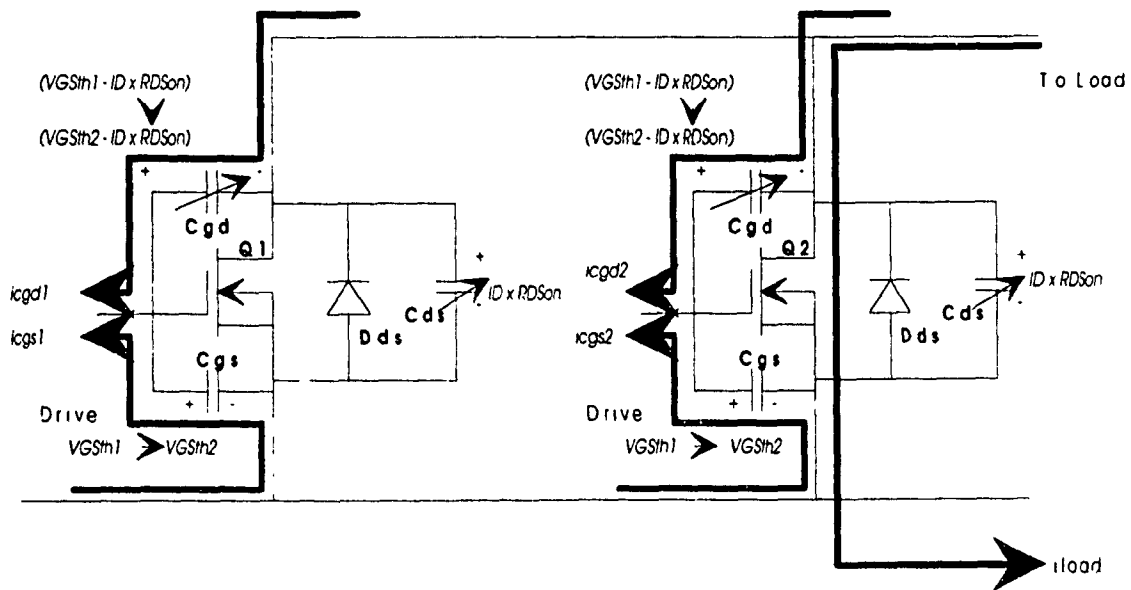 (VGSth1 - ID x RDSon)
(VGSth2 - ID x RDSon)
+ -
Cgd
Q1
icgd1
icgs1
Cgs
+ -
Drive
VGSth1 VGSth2
Dds
Cds
+
ID x RDSon
-
(VGSth1 - ID x RDSon)
(VGSth2 - ID x RDSon)
+ -
Cgd
Q2
icgd2
icgs2
Cgs
+ -
Drive
VGSth1 VGSth2
Dds
Cds
+
ID x RDSon
-
To Load
iload